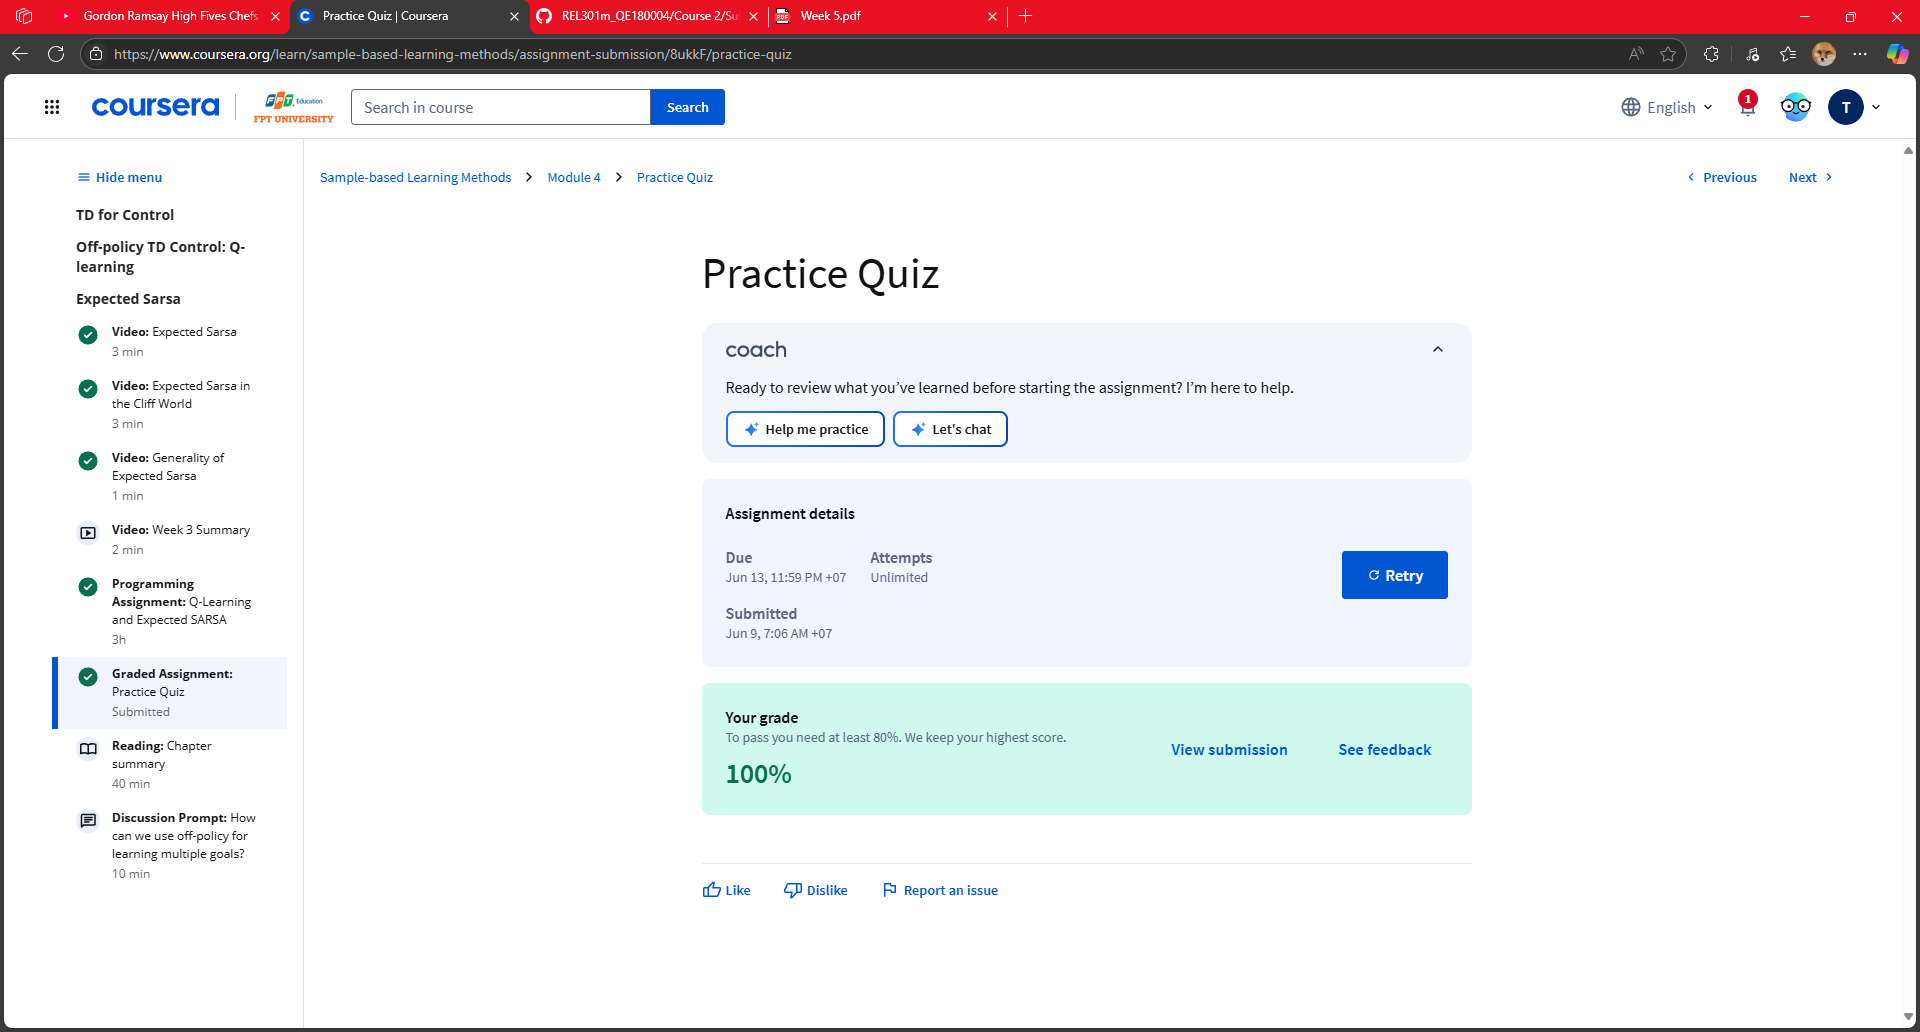 Gordon Ramsay High Fives Chefs
Practice Quiz | Coursera
REL301m_QE180004/Course 2/Su
Week 5.pdf
https://www.coursera.org/learn/sample-based-learning-methods/assignment-submission/8ukkF/practice-quiz
coursera
FPT Education
FPT UNIVERSITY
Search in course
Search
English
1
T
Hide menu
TD for Control
Off-policy TD Control: Q-
learning
Expected Sarsa
Video: Expected Sarsa
3 min
Video: Expected Sarsa in
the Cliff World
3 min
Video: Generality of
Expected Sarsa
1 min
Video: Week 3 Summary
2 min
Programming
Assignment: Q-Learning
and Expected SARSA
3h
Graded Assignment:
Practice Quiz
Submitted
Reading: Chapter
summary
40 min
Discussion Prompt: How
can we use off-policy for
learning multiple goals?
10 min
Sample-based Learning Methods > Module 4 > Practice Quiz
Previous
Next
Practice Quiz
coach
Ready to review what you’ve learned before starting the assignment? I’m here to help.
Help me practice
Let's chat
Assignment details
Due
Jun 13, 11:59 PM +07
Attempts
Unlimited
Submitted
Jun 9, 7:06 AM +07
Retry
Your grade
To pass you need at least 80%. We keep your highest score.
100%
View submission
See feedback
Like
Dislike
Report an issue